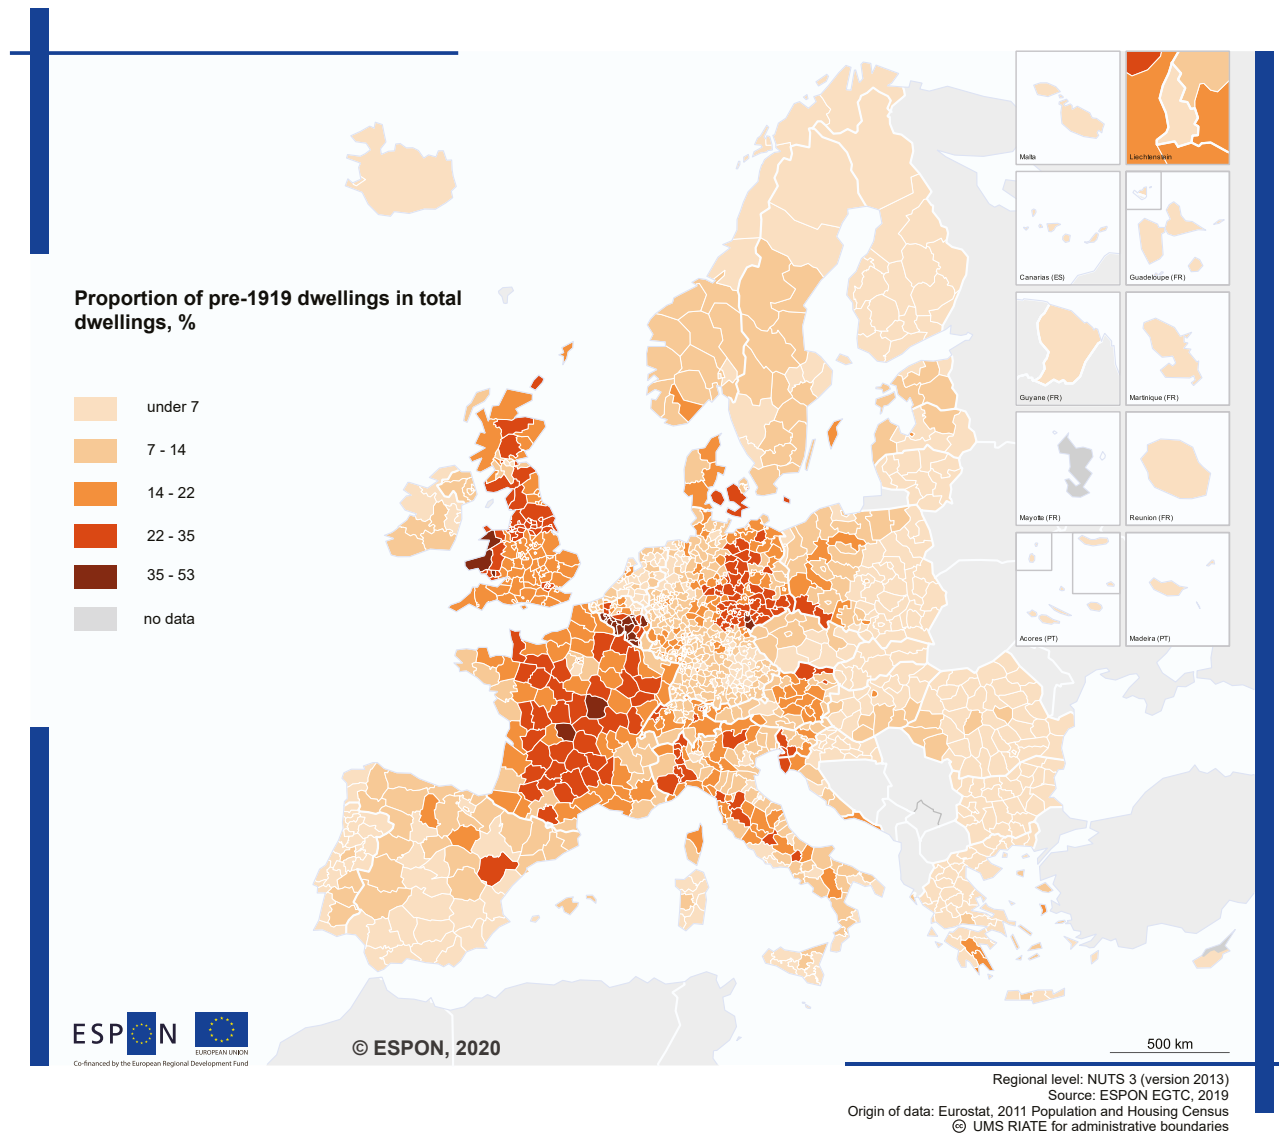 Proportion of pre-1919 dwellings in total
dwellings, %
under 7
7 - 14
14 - 22
22 - 35
35 - 53
no data
Malta
Liechtenstein
Canarias (ES)
Guadeloupe (FR)
Guyane (FR)
Martinique (FR)
Mayotte (FR)
Reunion (FR)
Acores (PT)
Madeira (PT)
ESPON
EUROPEAN UNION
Co-financed by the European Regional Development Fund
© ESPON, 2020
500 km
Regional level: NUTS 3 (version 2013)
Source: ESPON EGTC, 2019
Origin of data: Eurostat, 2011 Population and Housing Census
cc UMS RIATE for administrative boundaries